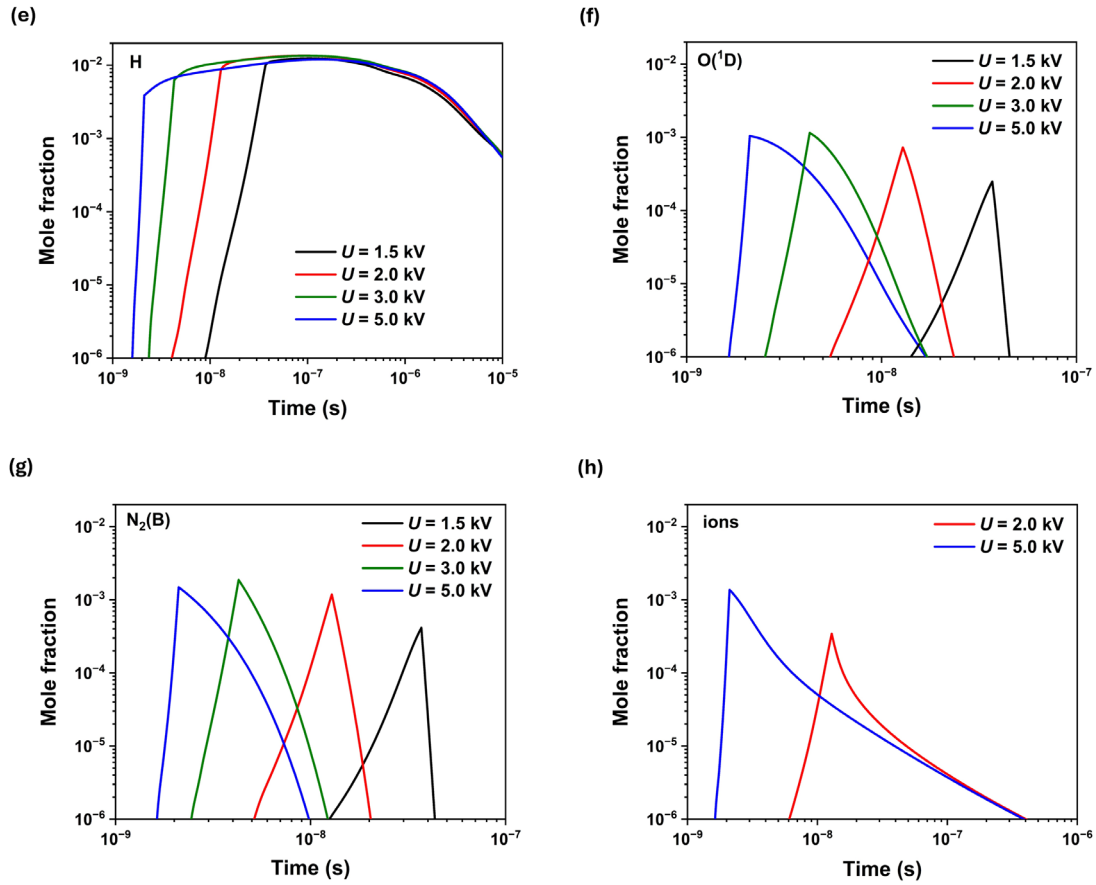 (e)
H
10⁻²
10⁻³
10⁻⁴
10⁻⁵
10⁻⁶
Mole fraction
U = 1.5 kV
U = 2.0 kV
U = 3.0 kV
U = 5.0 kV
10⁻⁹ 10⁻⁸ 10⁻⁷ 10⁻⁶ 10⁻⁵
Time (s)
(f)
O(¹D)
U = 1.5 kV
U = 2.0 kV
U = 3.0 kV
U = 5.0 kV
10⁻²
10⁻³
10⁻⁴
10⁻⁵
10⁻⁶
Mole fraction
10⁻⁹ 10⁻⁸ 10⁻⁷
Time (s)
(g)
N₂(B)
U = 1.5 kV
U = 2.0 kV
U = 3.0 kV
U = 5.0 kV
10⁻²
10⁻³
10⁻⁴
10⁻⁵
10⁻⁶
Mole fraction
10⁻⁹ 10⁻⁸ 10⁻⁷
Time (s)
(h)
ions
U = 2.0 kV
U = 5.0 kV
10⁻²
10⁻³
10⁻⁴
10⁻⁵
10⁻⁶
Mole fraction
10⁻⁹ 10⁻⁸ 10⁻⁷ 10⁻⁶
Time (s)